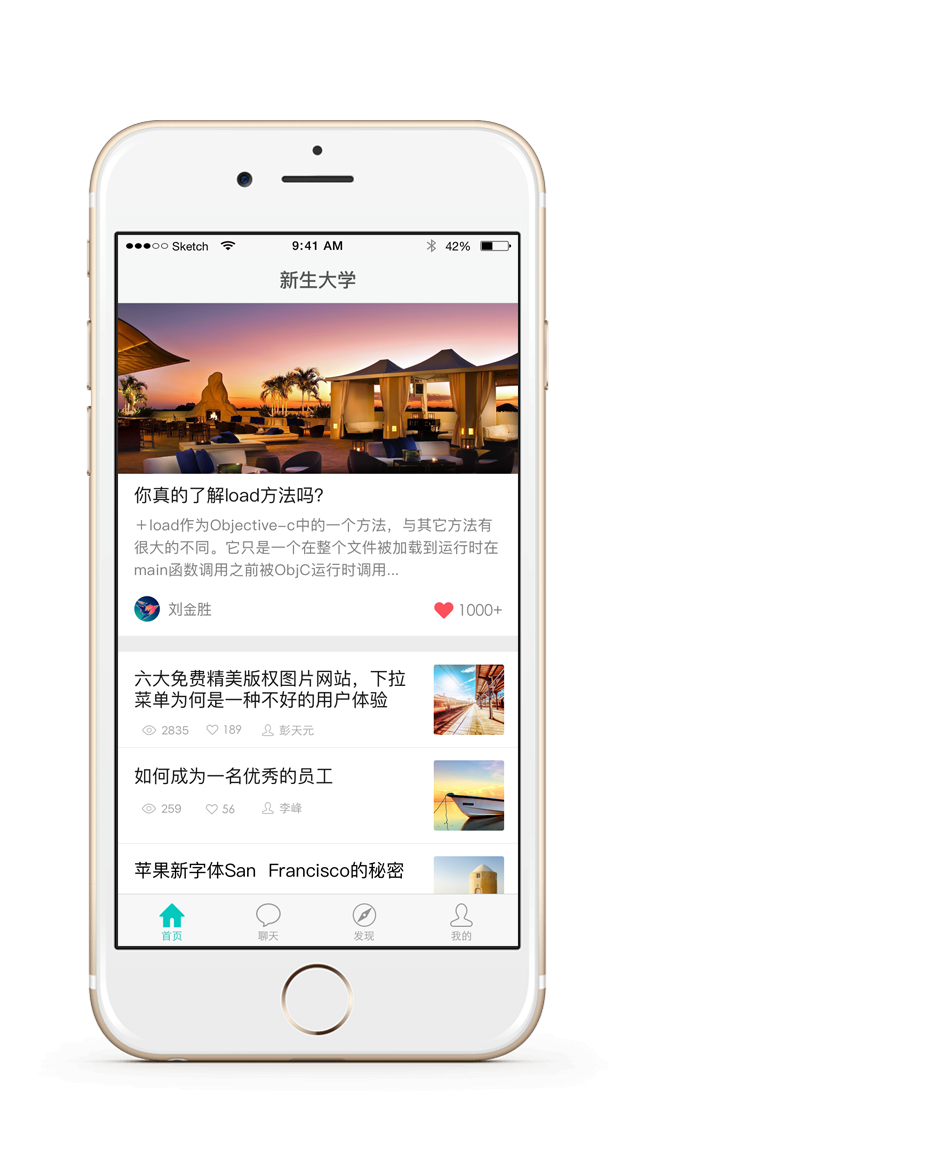 Sketch 9:41 AM 42%
新生大学
你真的了解load方法吗?
＋load作为Objective-c中的一个方法，与其它方法有
很大的不同。它只是一个在整个文件被加载到运行时在
main函数调用之前被ObjC运行时调用...
刘金胜 1000+
六大免费精美版权图片网站，下拉
菜单为何是一种不好的用户体验
2835 189 彭天元
如何成为一名优秀的员工
259 56 李峰
苹果新字体San Francisco的秘密
首页 聊天 发现 我的